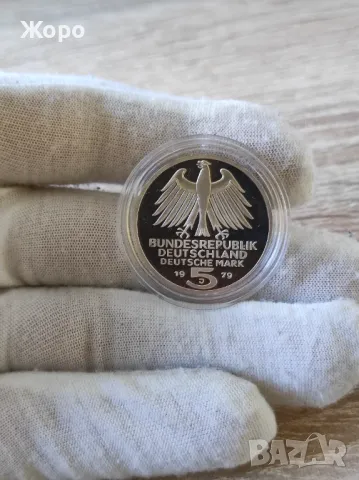 Жоро
BUNDESREPUBLIK
DEUTSCHLAND
DEUTSCHE MARK
19 5 79
BAZAR